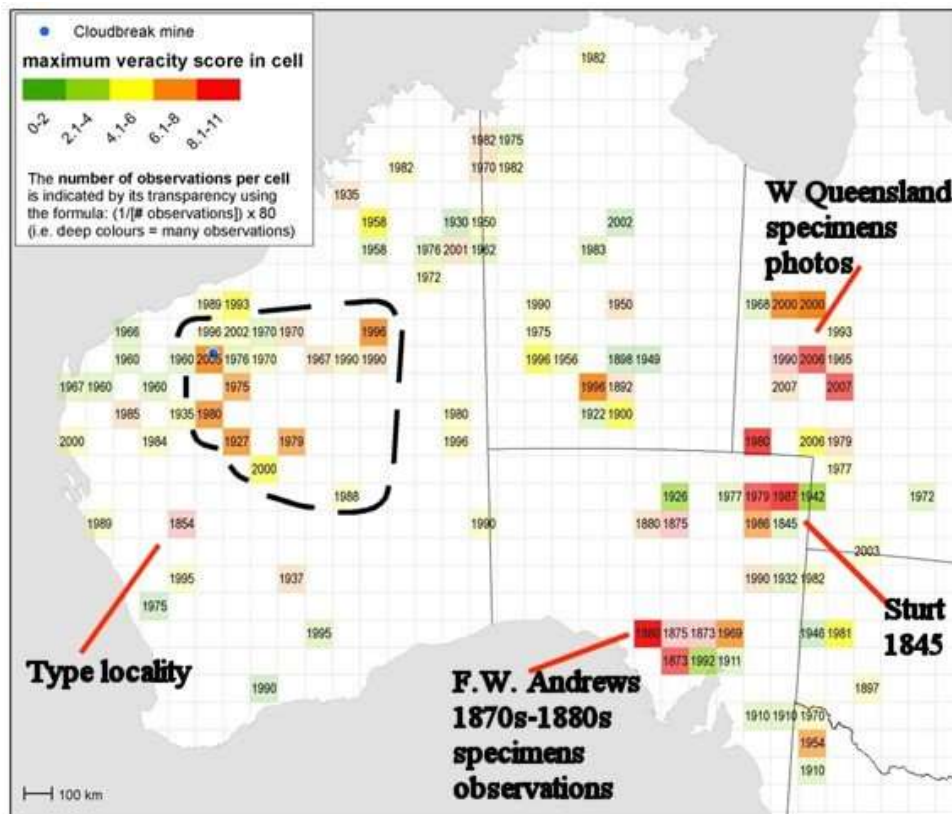 Cloudbreak mine
maximum veracity score in cell
0-2
2.1-4
4.1-6
6.1-8
8.1-11
The number of observations per cell
is indicated by its transparency using
the formula: (1/[# observations]) x 80
(i.e. deep colours = many observations)
1982
1982 1975
1982 1970 1982
1935
1958 1930 1950 2002
1958 1976 2001 1962 1983
1972
W Queensland
specimens
photos
1989 1993 1990 1950 1968 2000 2000
1966 1996 2002 1970 1970 1996 1975 1993
1960 1960 2005 1976 1970 1967 1990 1990 1996 1956 1898 1949 1990 2006 1965
1967 1960 1960 1975 1996 1892 2007 2007
1985 1935 1980 1980 1922 1900
2000 1984 1927 1979 1996 1980 2006 1979
2000 1977
1988 1926 1977 1979 1987 1942 1972
1989 1854 1990 1880 1875 1986 1845
2003
1995 1937 1990 1932 1982
1975
Sturt
1845
1995 1880 1875 1873 1969 1946 1981
1873 1992 1911
Type locality
F.W. Andrews
1870s-1880s
specimens
observations
1990 1897
1910 1910 1970
1954
1910
100 km